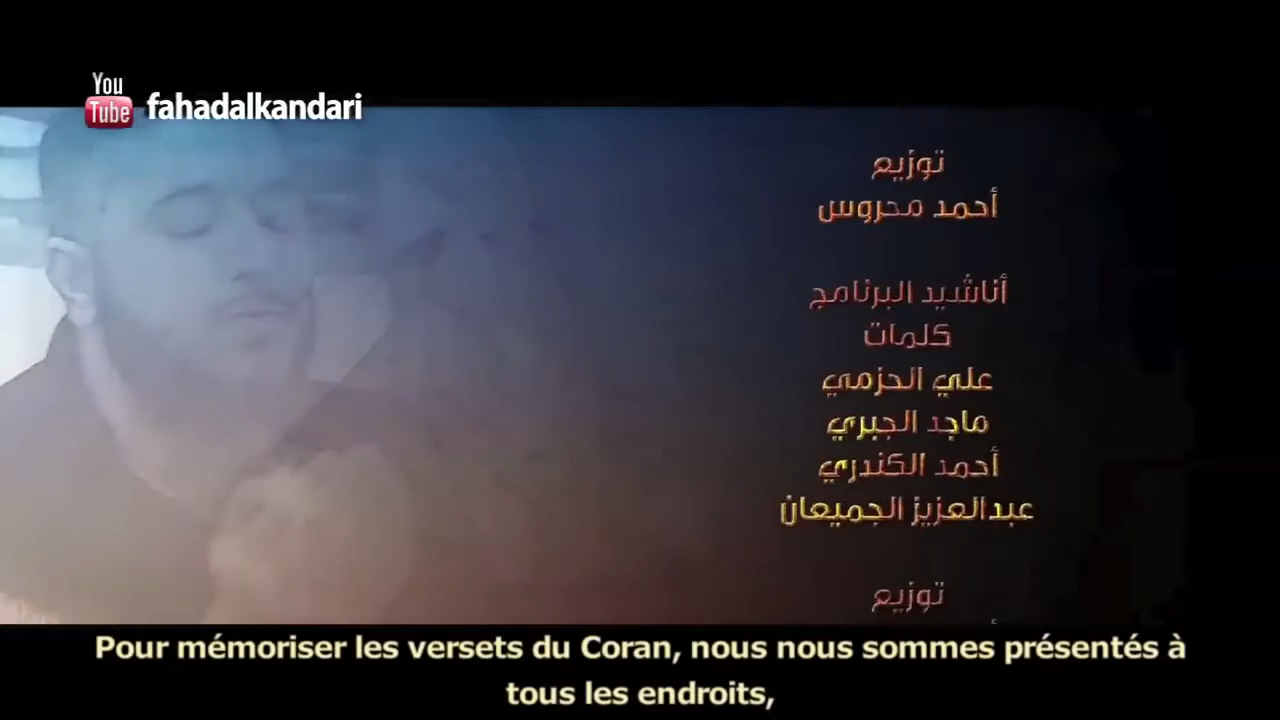 You
Tube fahadalkandari
توزيع
أحمد محروس
أناشيد البرنامج
كلمات
علي الحزمي
ماجد الجبري
أحمد الكندري
عبدالعزيز الجميعان
توزيع
Pour mémoriser les versets du Coran, nous nous sommes présentés à
tous les endroits,